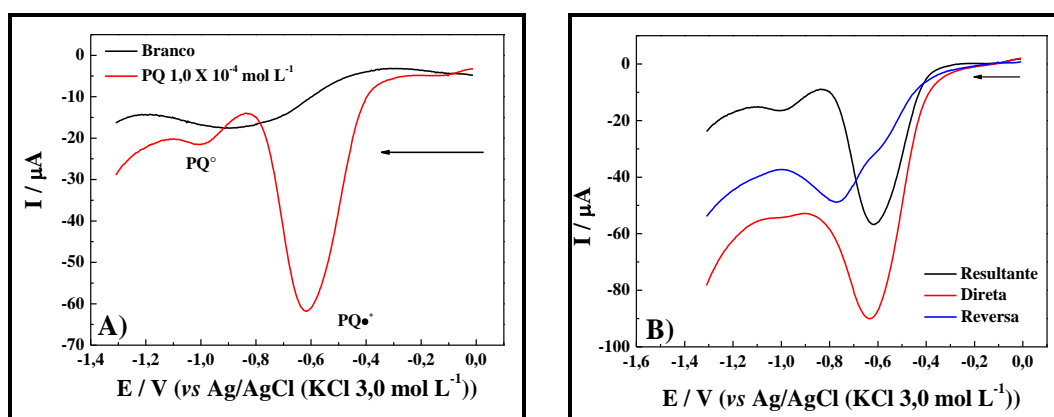 Branco
PQ 1,0 X 10⁻⁴ mol L⁻¹
0
-10
-20
-30
-40
-50
-60
-70
I / µA
PQ°
PQ•⁺
A)
-1,4 -1,2 -1,0 -0,8 -0,6 -0,4 -0,2 0,0
E / V (vs Ag/AgCl (KCl 3,0 mol L⁻¹))
0
-20
-40
-60
-80
-100
I / µA
Resultante
Direta
Reversa
B)
-1,4 -1,2 -1,0 -0,8 -0,6 -0,4 -0,2 0,0
E / V (vs Ag/AgCl (KCl 3,0 mol L⁻¹))